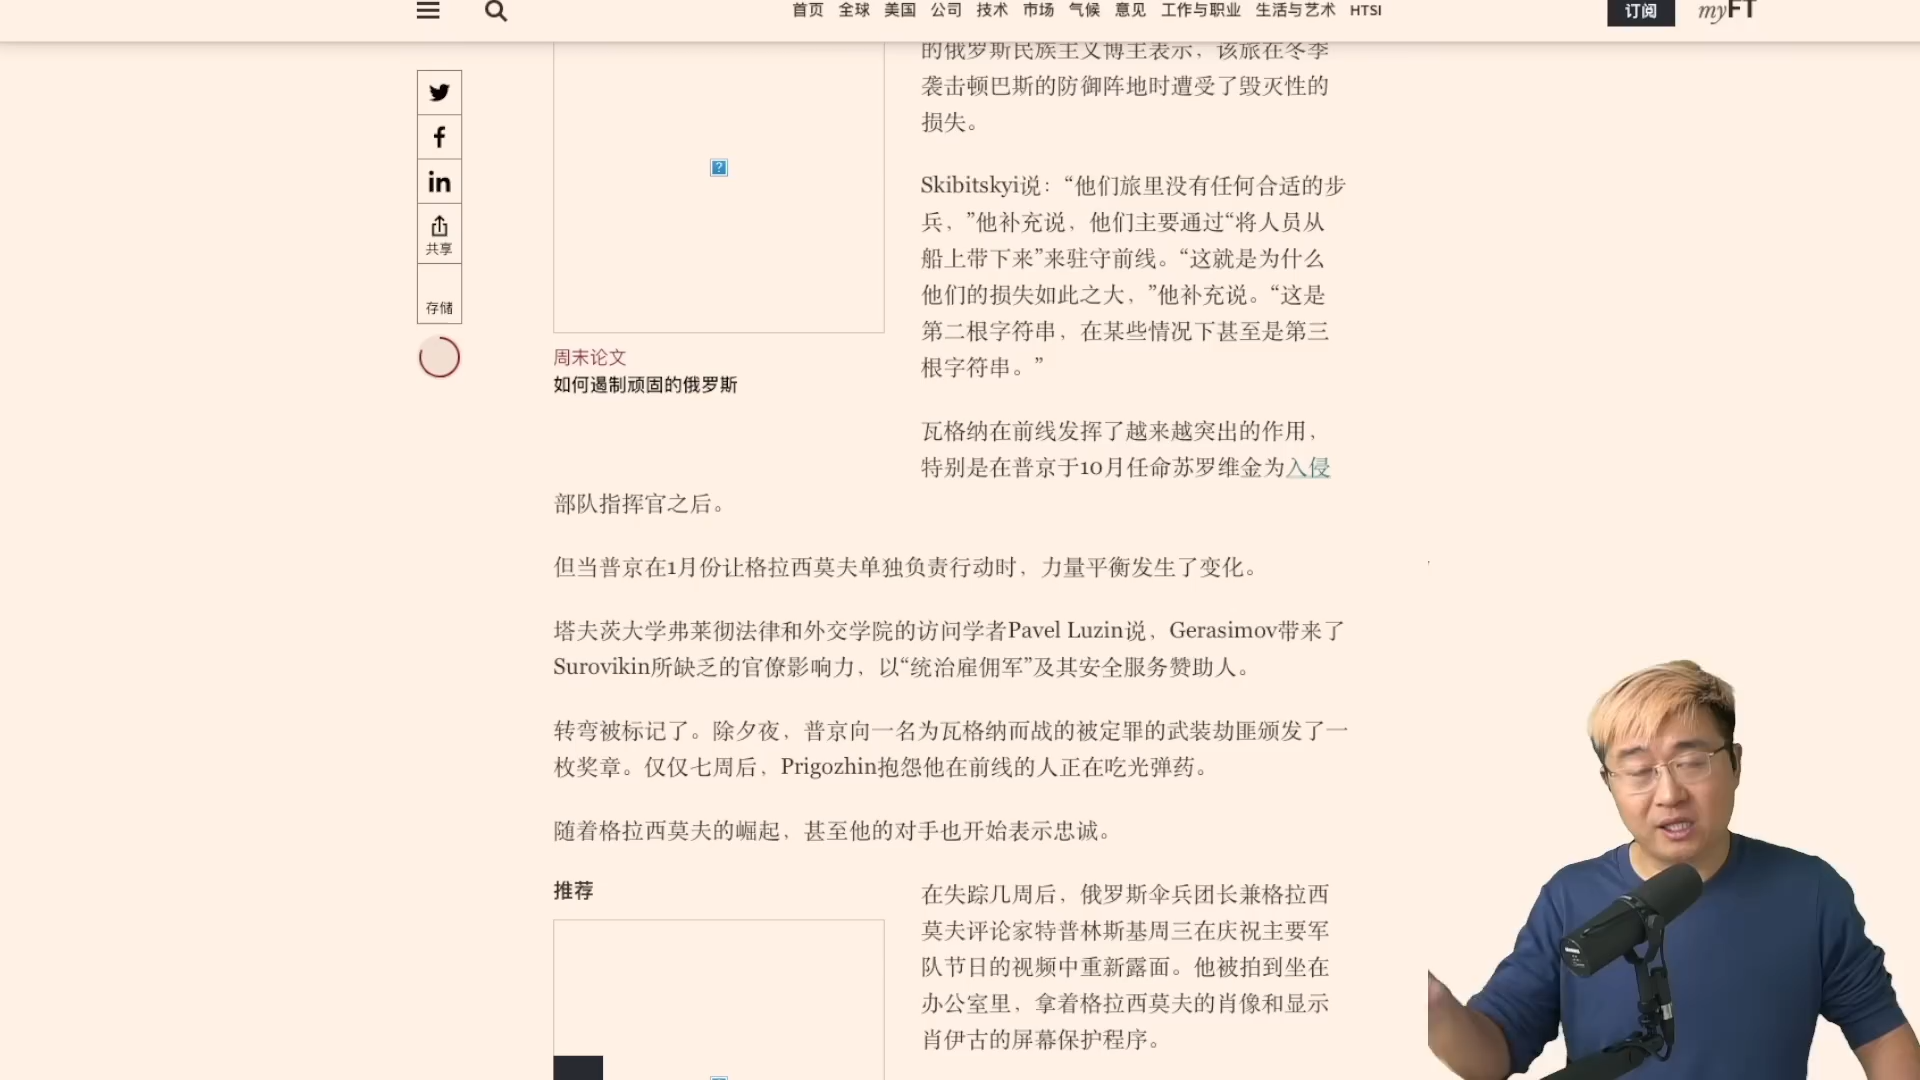 首页 全球 美国 公司 技术 市场 气候 意见 工作与职业 生活与艺术 HTSI
订阅
myFT
的俄罗斯民族主义博主表示，该旅在冬季
袭击顿巴斯的防御阵地时遭受了毁灭性的
损失。
in
共享
存储
Skibitskyi说：“他们旅里没有任何合适的步
兵，”他补充说，他们主要通过“将人员从
船上带下来”来驻守前线。“这就是为什么
他们的损失如此之大，”他补充说。“这是
第二根字符串，在某些情况下甚至是第三
根字符串。”
周末论文
如何遏制顽固的俄罗斯
瓦格纳在前线发挥了越来越突出的作用，
特别是在普京于10月任命苏罗维金为入侵
部队指挥官之后。
但当普京在1月份让格拉西莫夫单独负责行动时，力量平衡发生了变化。
塔夫茨大学弗莱彻法律和外交学院的访问学者Pavel Luzin说，Gerasimov带来了
Surovikin所缺乏的官僚影响力，以“统治雇佣军”及其安全服务赞助人。
转弯被标记了。除夕夜，普京向一名为瓦格纳而战的被定罪的武装劫匪颁发了一
枚奖章。仅仅七周后，Prigozhin抱怨他在前线的人正在吃光弹药。
随着格拉西莫夫的崛起，甚至他的对手也开始表示忠诚。
推荐
在失踪几周后，俄罗斯伞兵团长兼格拉西
莫夫评论家特普林斯基周三在庆祝主要军
队节日的视频中重新露面。他被拍到坐在
办公室里，拿着格拉西莫夫的肖像和显示
肖伊古的屏幕保护程序。